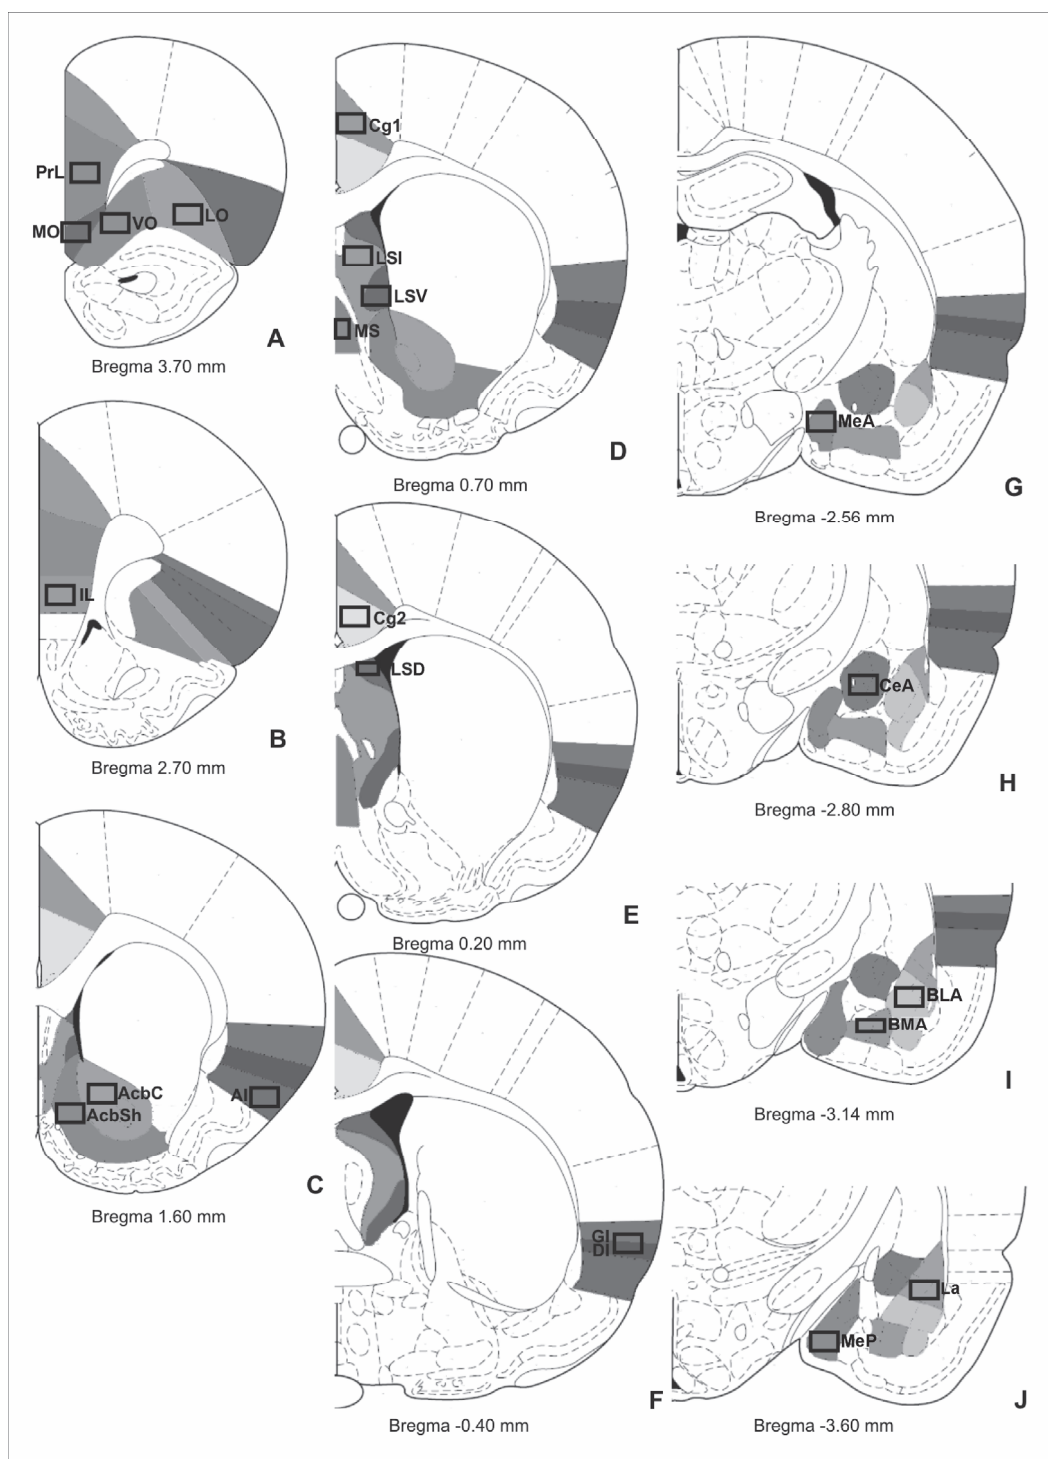 PrL
MO
VO
LO
A
Bregma 3.70 mm
IL
B
Bregma 2.70 mm
AcbC
AcbSh
AI
C
Bregma 1.60 mm
Cg1
LSI
LSV
MS
D
Bregma 0.70 mm
Cg2
LSD
E
Bregma 0.20 mm
GI
DI
F
Bregma -0.40 mm
MeA
G
Bregma -2.56 mm
CeA
H
Bregma -2.80 mm
BLA
BMA
I
Bregma -3.14 mm
La
MeP
J
Bregma -3.60 mm